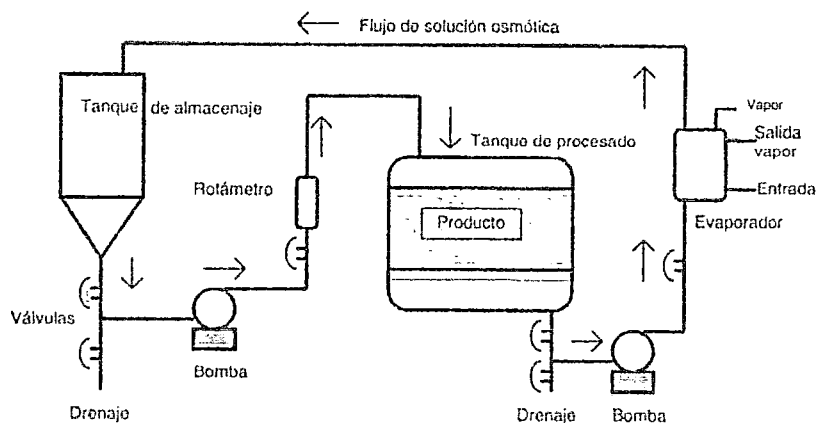 Flujo de solución osmótica
Tanque de almacenaje
Vapor
Salida
vapor
Tanque de procesado
Rotámetro
Entrada
Producto
Evaporador
Válvulas
Bomba
Drenaje
Drenaje
Bomba